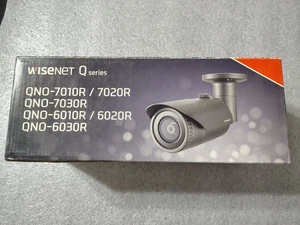 WISENET Q series
QNO-7010R / 7020R
QNO-7030R
QNO-6010R / 6020R
QNO-6030R